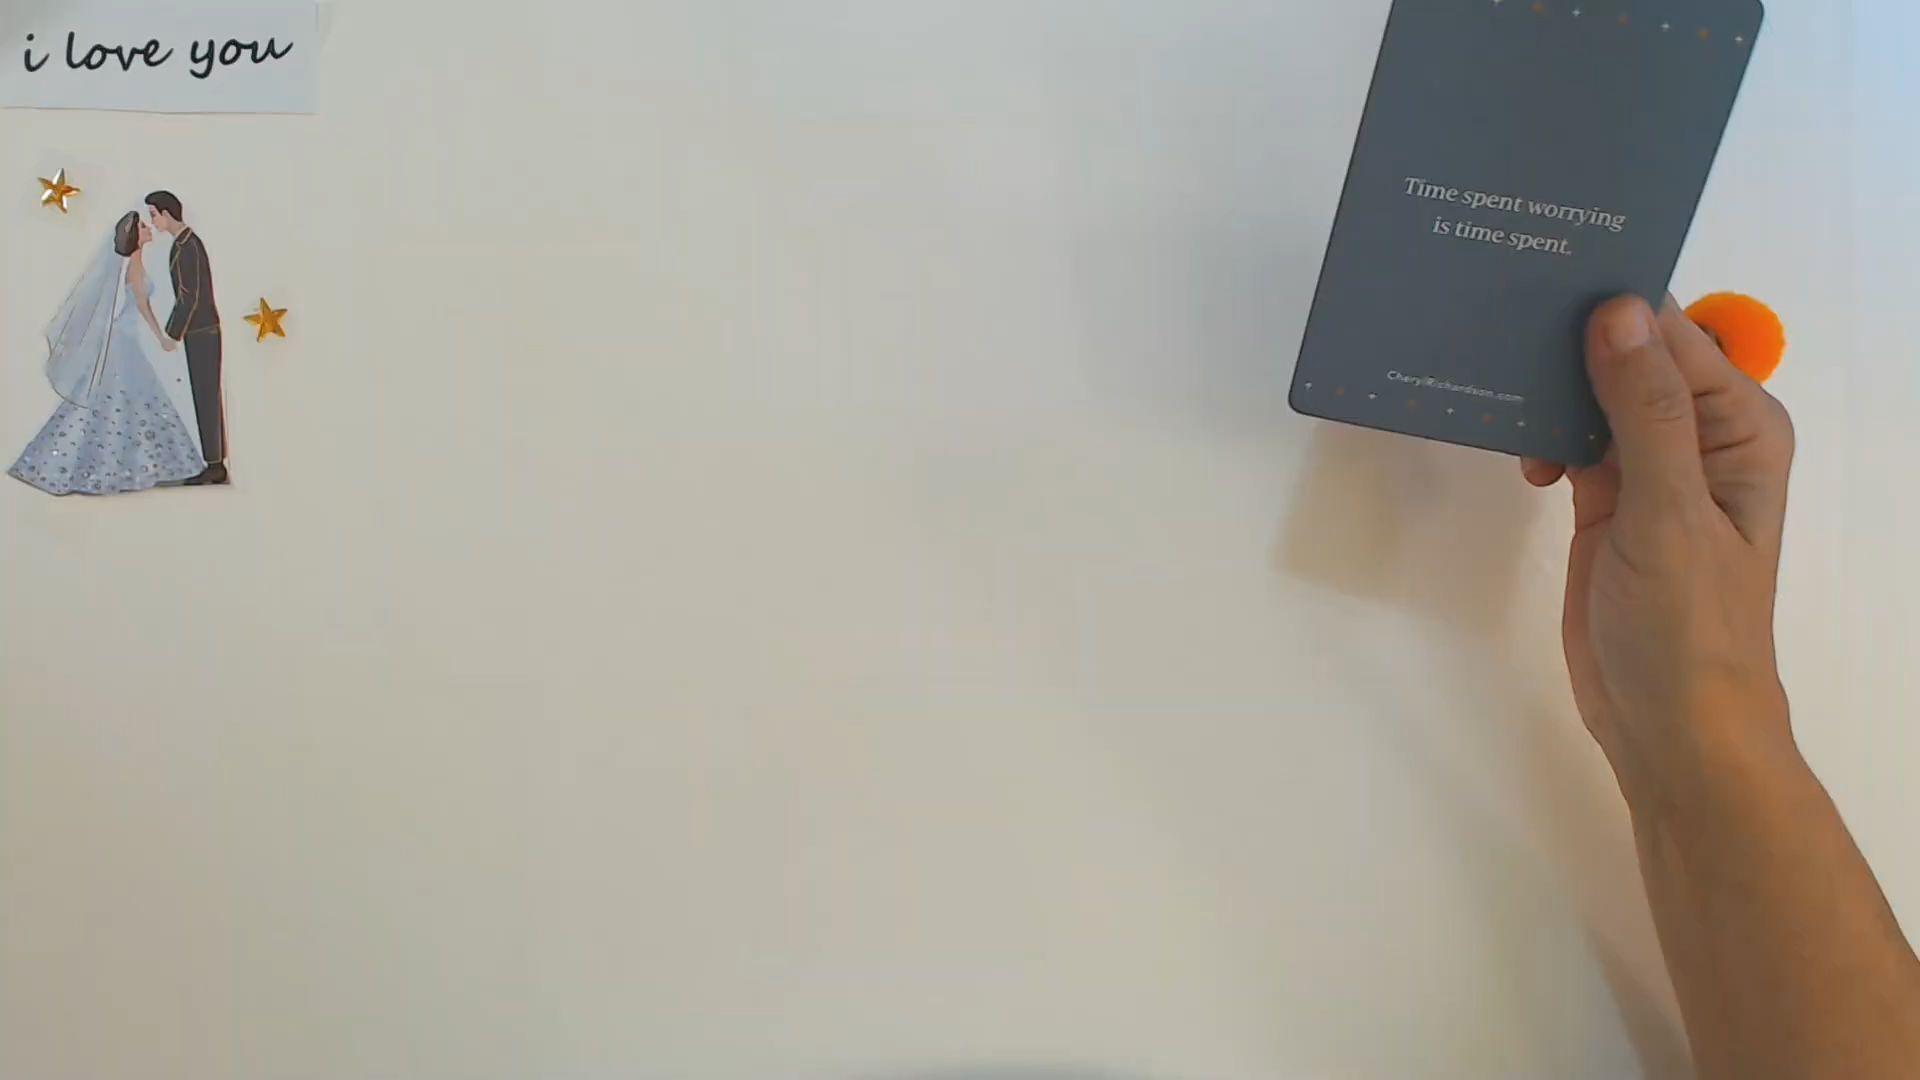 i love you
Time spent worrying
is time spent.
CherylRichardson.com